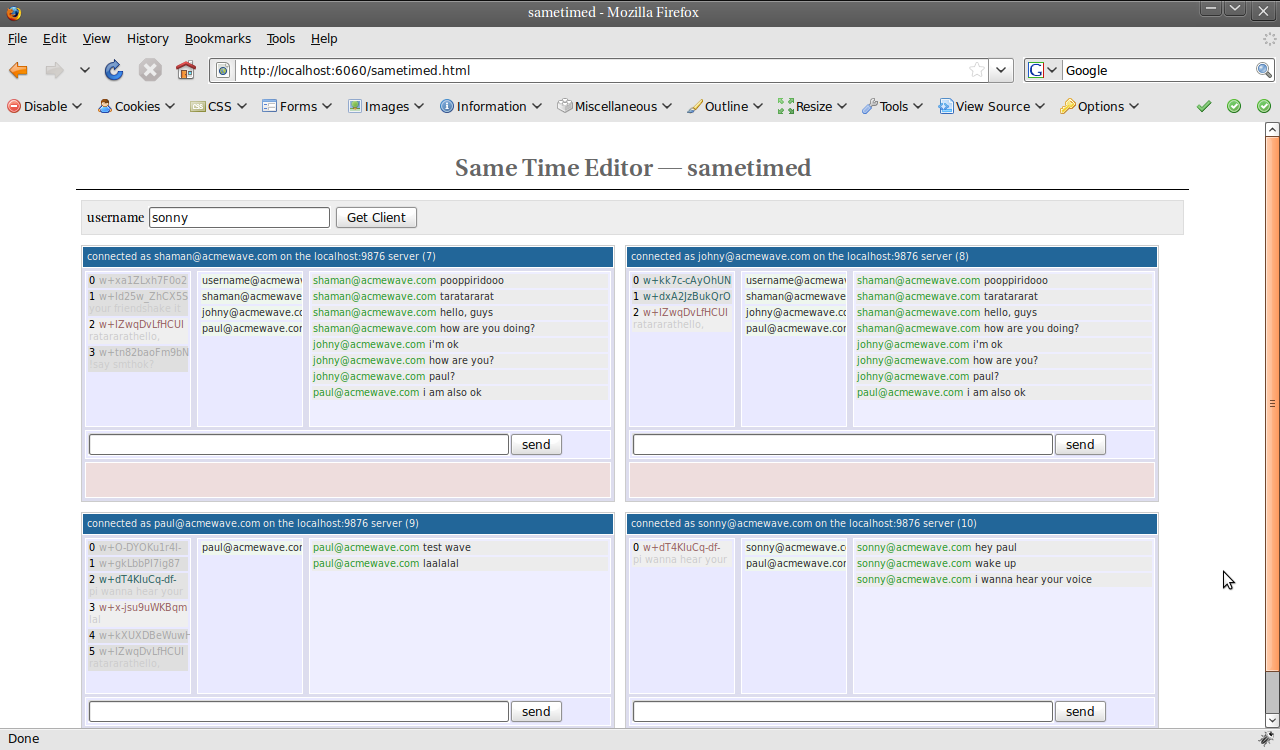 sametimed - Mozilla Firefox
File Edit View History Bookmarks Tools Help
http://localhost:6060/sametimed.html
G Google
Disable Cookies CSS Forms Images Information Miscellaneous Outline Resize Tools View Source Options
Same Time Editor — sametimed
username sonny Get Client
connected as shaman@acmewave.com on the localhost:9876 server (7)
0 w+xa1ZLxh7F0o2
1 w+ld25w_ZhCX5S
your friendshake it
2 w+IZwqDvLfHCUI
ratararathello,
3 w+tn82baoFm9bN
!say smthok?
username@acmewav
shaman@acmewave
johny@acmewave.co
paul@acmewave.cor
shaman@acmewave.com pooppiridooo
shaman@acmewave.com taratararat
shaman@acmewave.com hello, guys
shaman@acmewave.com how are you doing?
johny@acmewave.com i'm ok
johny@acmewave.com how are you?
johny@acmewave.com paul?
paul@acmewave.com i am also ok
send
connected as johny@acmewave.com on the localhost:9876 server (8)
0 w+kk7c-cAyOhUN
1 w+dxA2JzBukQrO
2 w+IZwqDvLfHCUI
ratararathello,
username@acmewav
shaman@acmewave
johny@acmewave.co
paul@acmewave.cor
shaman@acmewave.com pooppiridooo
shaman@acmewave.com taratararat
shaman@acmewave.com hello, guys
shaman@acmewave.com how are you doing?
johny@acmewave.com i'm ok
johny@acmewave.com how are you?
johny@acmewave.com paul?
paul@acmewave.com i am also ok
send
connected as paul@acmewave.com on the localhost:9876 server (9)
0 w+O-DYOKu1r4I-
1 w+gkLbbPI7ig87
2 w+dT4KluCq-df-
pi wanna hear your
3 w+x-jsu9uWKBqm
lal
4 w+kXUXDBeWuwH
5 w+IZwqDvLfHCUI
ratararathello,
paul@acmewave.cor
paul@acmewave.com test wave
paul@acmewave.com laalalal
send
connected as sonny@acmewave.com on the localhost:9876 server (10)
0 w+dT4KluCq-df-
pi wanna hear your
sonny@acmewave.c
paul@acmewave.cor
sonny@acmewave.com hey paul
sonny@acmewave.com wake up
sonny@acmewave.com i wanna hear your voice
send
Done